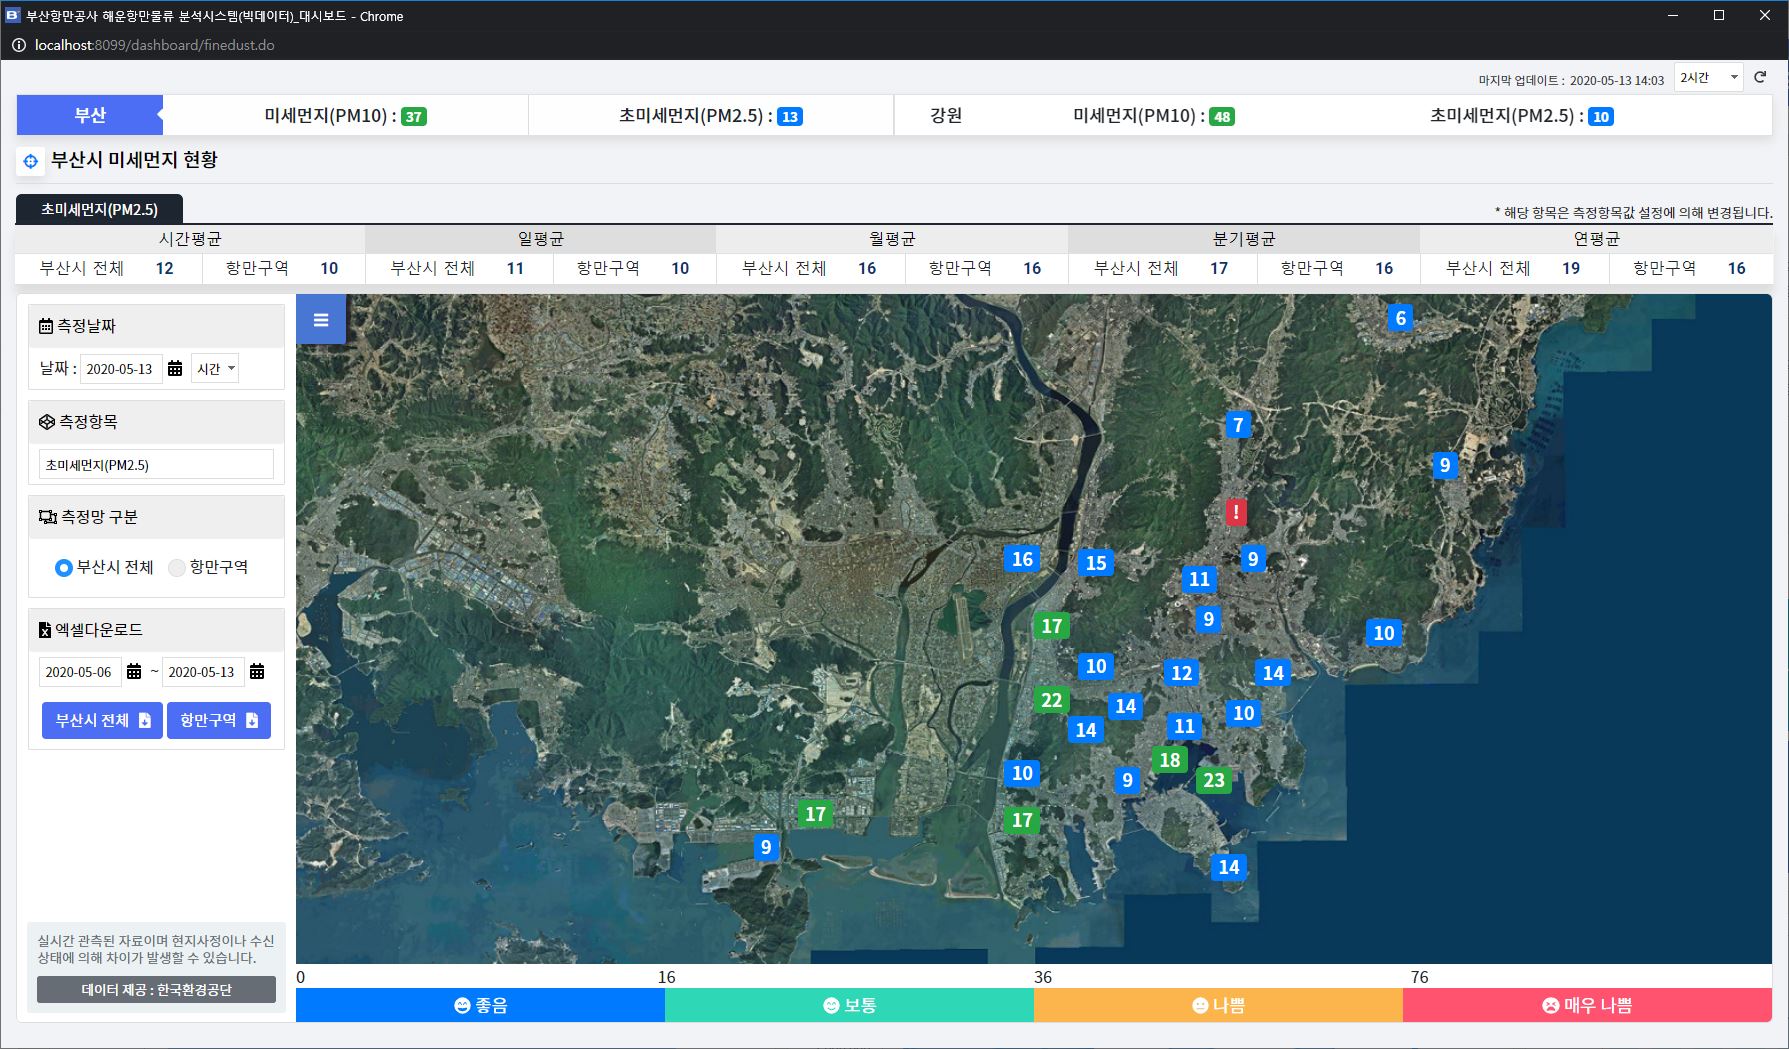 부산항만공사 해운항만물류 분석시스템(빅데이터)_대시보드 - Chrome
localhost:8099/dashboard/finedust.do
마지막 업데이트 : 2020-05-13 14:03 2시간
부산 미세먼지(PM10) : 37 초미세먼지(PM2.5) : 13 강원 미세먼지(PM10) : 48 초미세먼지(PM2.5) : 10
부산시 미세먼지 현황
초미세먼지(PM2.5)
* 해당 항목은 측정항목값 설정에 의해 변경됩니다.
시간평균 일평균 월평균 분기평균 연평균
부산시 전체 12 항만구역 10 부산시 전체 11 항만구역 10 부산시 전체 16 항만구역 16 부산시 전체 17 항만구역 16 부산시 전체 19 항만구역 16
측정날짜
날짜 : 2020-05-13 시간
측정항목
초미세먼지(PM2.5)
측정망 구분
부산시 전체 항만구역
엑셀다운로드
2020-05-06 ~ 2020-05-13
부산시 전체 항만구역
실시간 관측된 자료이며 현지사정이나 수신
상태에 의해 차이가 발생할 수 있습니다.
데이터 제공 : 한국환경공단
6
7
9
!
16
15
9
11
9
17
10
10
12
14
22
14
10
14
11
18
10
9
23
17
17
9
14
0 16 36 76
좋음 보통 나쁨 매우 나쁨